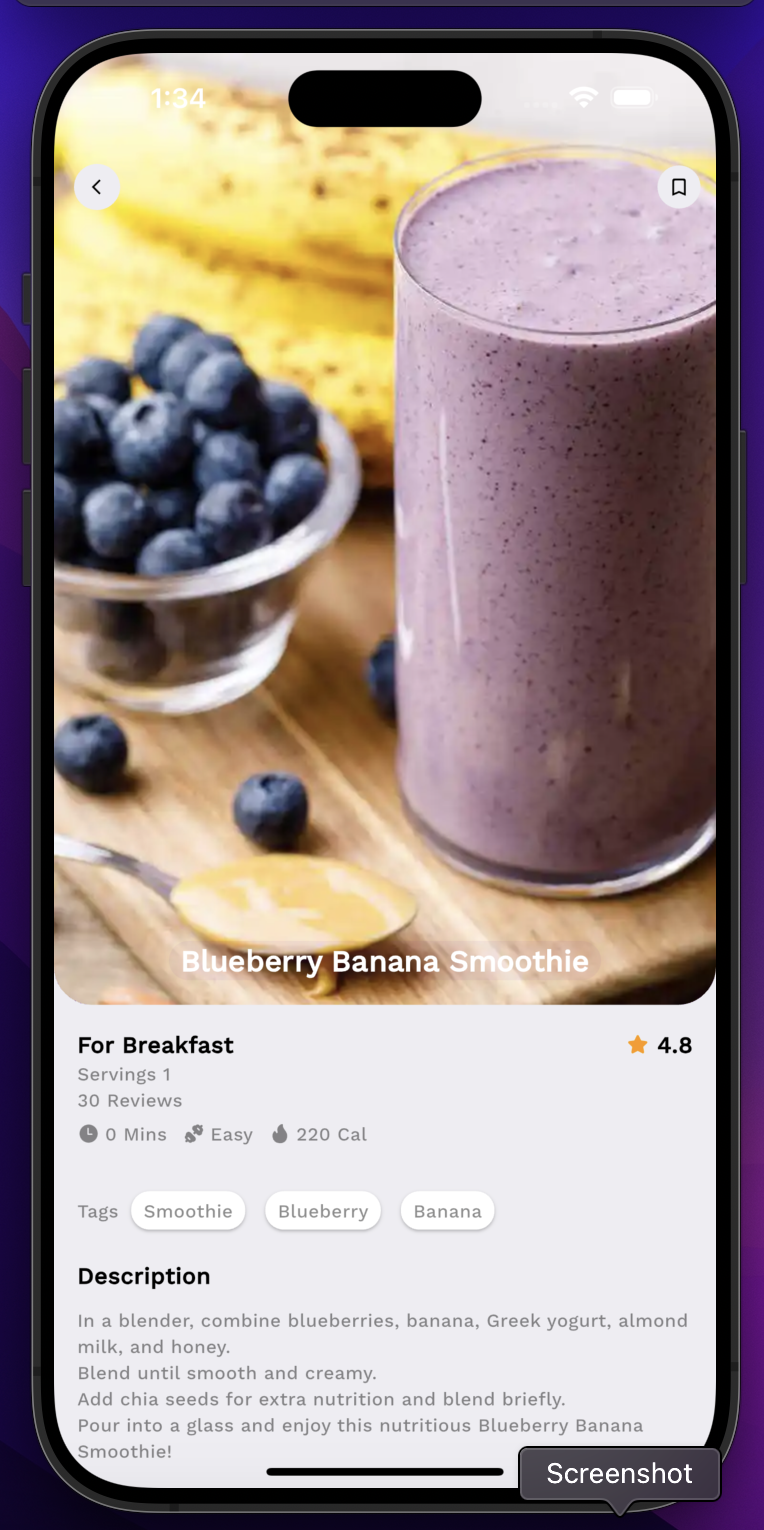 1:34
Blueberry Banana Smoothie
For Breakfast
4.8
Servings 1
30 Reviews
0 Mins Easy 220 Cal
Tags Smoothie Blueberry Banana
Description
In a blender, combine blueberries, banana, Greek yogurt, almond
milk, and honey.
Blend until smooth and creamy.
Add chia seeds for extra nutrition and blend briefly.
Pour into a glass and enjoy this nutritious Blueberry Banana
Smoothie!
Screenshot